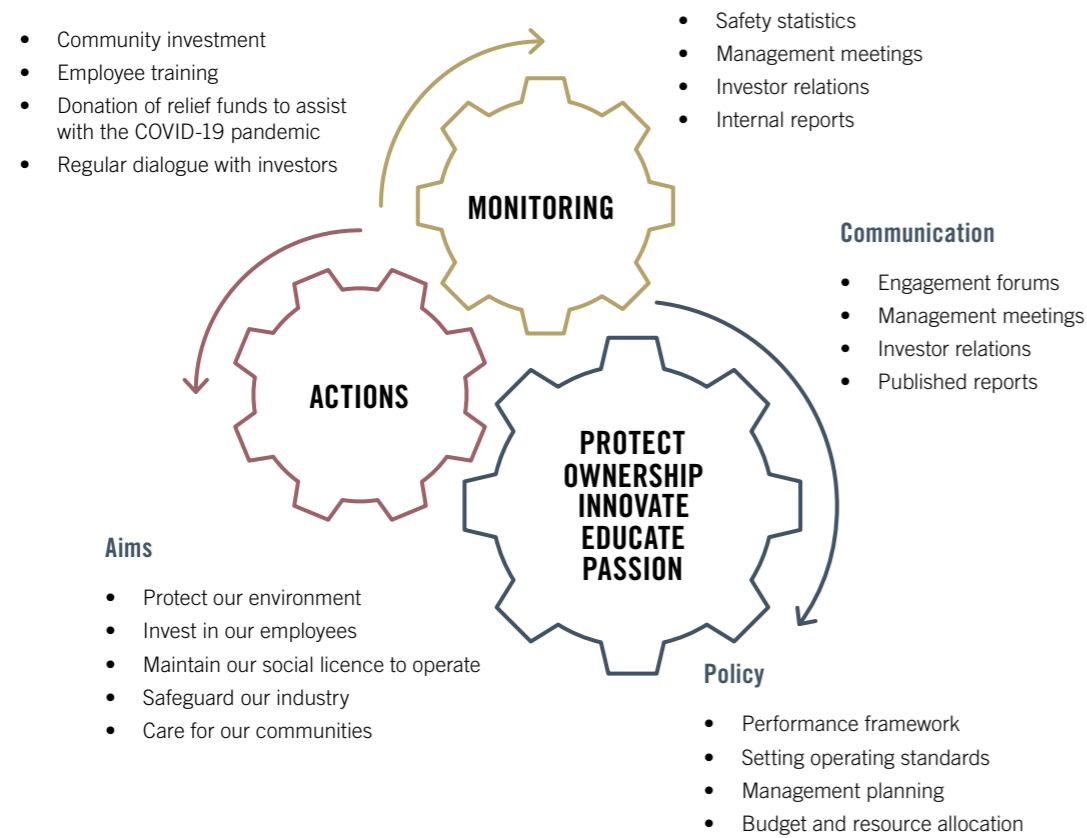 • Community investment
• Employee training
• Donation of relief funds to assist
with the COVID-19 pandemic
• Regular dialogue with investors
• Safety statistics
• Management meetings
• Investor relations
• Internal reports
MONITORING
Communication
• Engagement forums
• Management meetings
• Investor relations
• Published reports
ACTIONS
PROTECT
OWNERSHIP
INNOVATE
EDUCATE
PASSION
Aims
• Protect our environment
• Invest in our employees
• Maintain our social licence to operate
• Safeguard our industry
• Care for our communities
Policy
• Performance framework
• Setting operating standards
• Management planning
• Budget and resource allocation